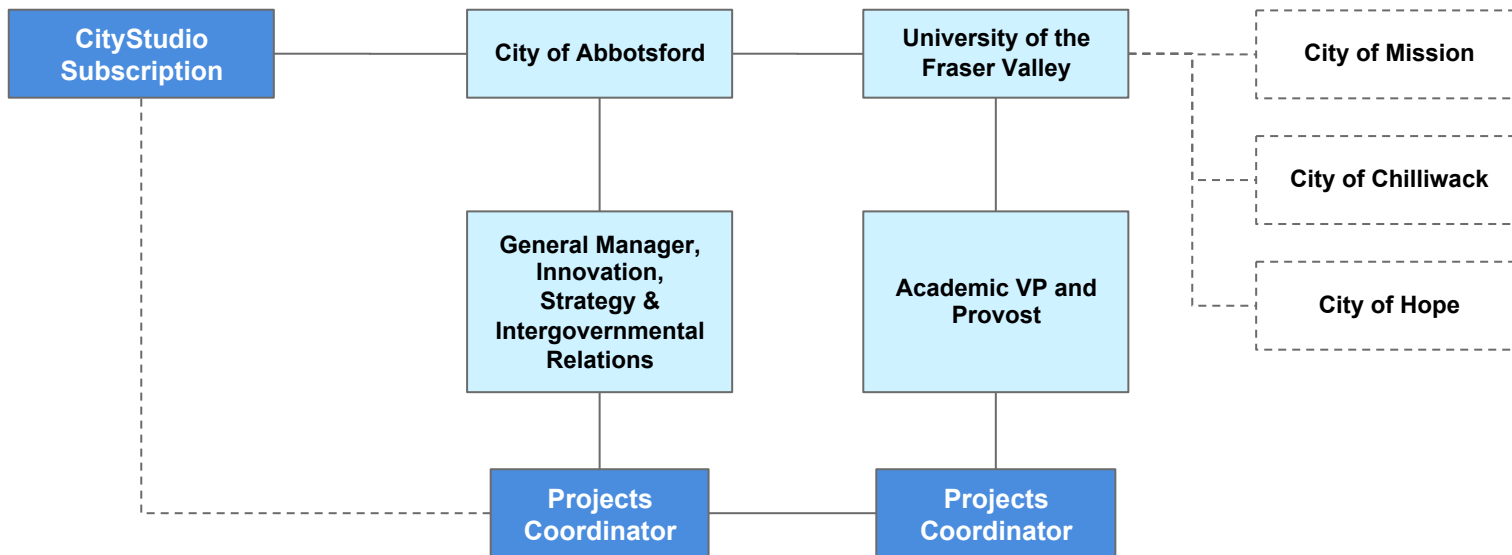 CityStudio
Subscription
City of Abbotsford
University of the
Fraser Valley
City of Mission
City of Chilliwack
City of Hope
General Manager,
Innovation,
Strategy &
Intergovernmental
Relations
Academic VP and
Provost
Projects
Coordinator
Projects
Coordinator